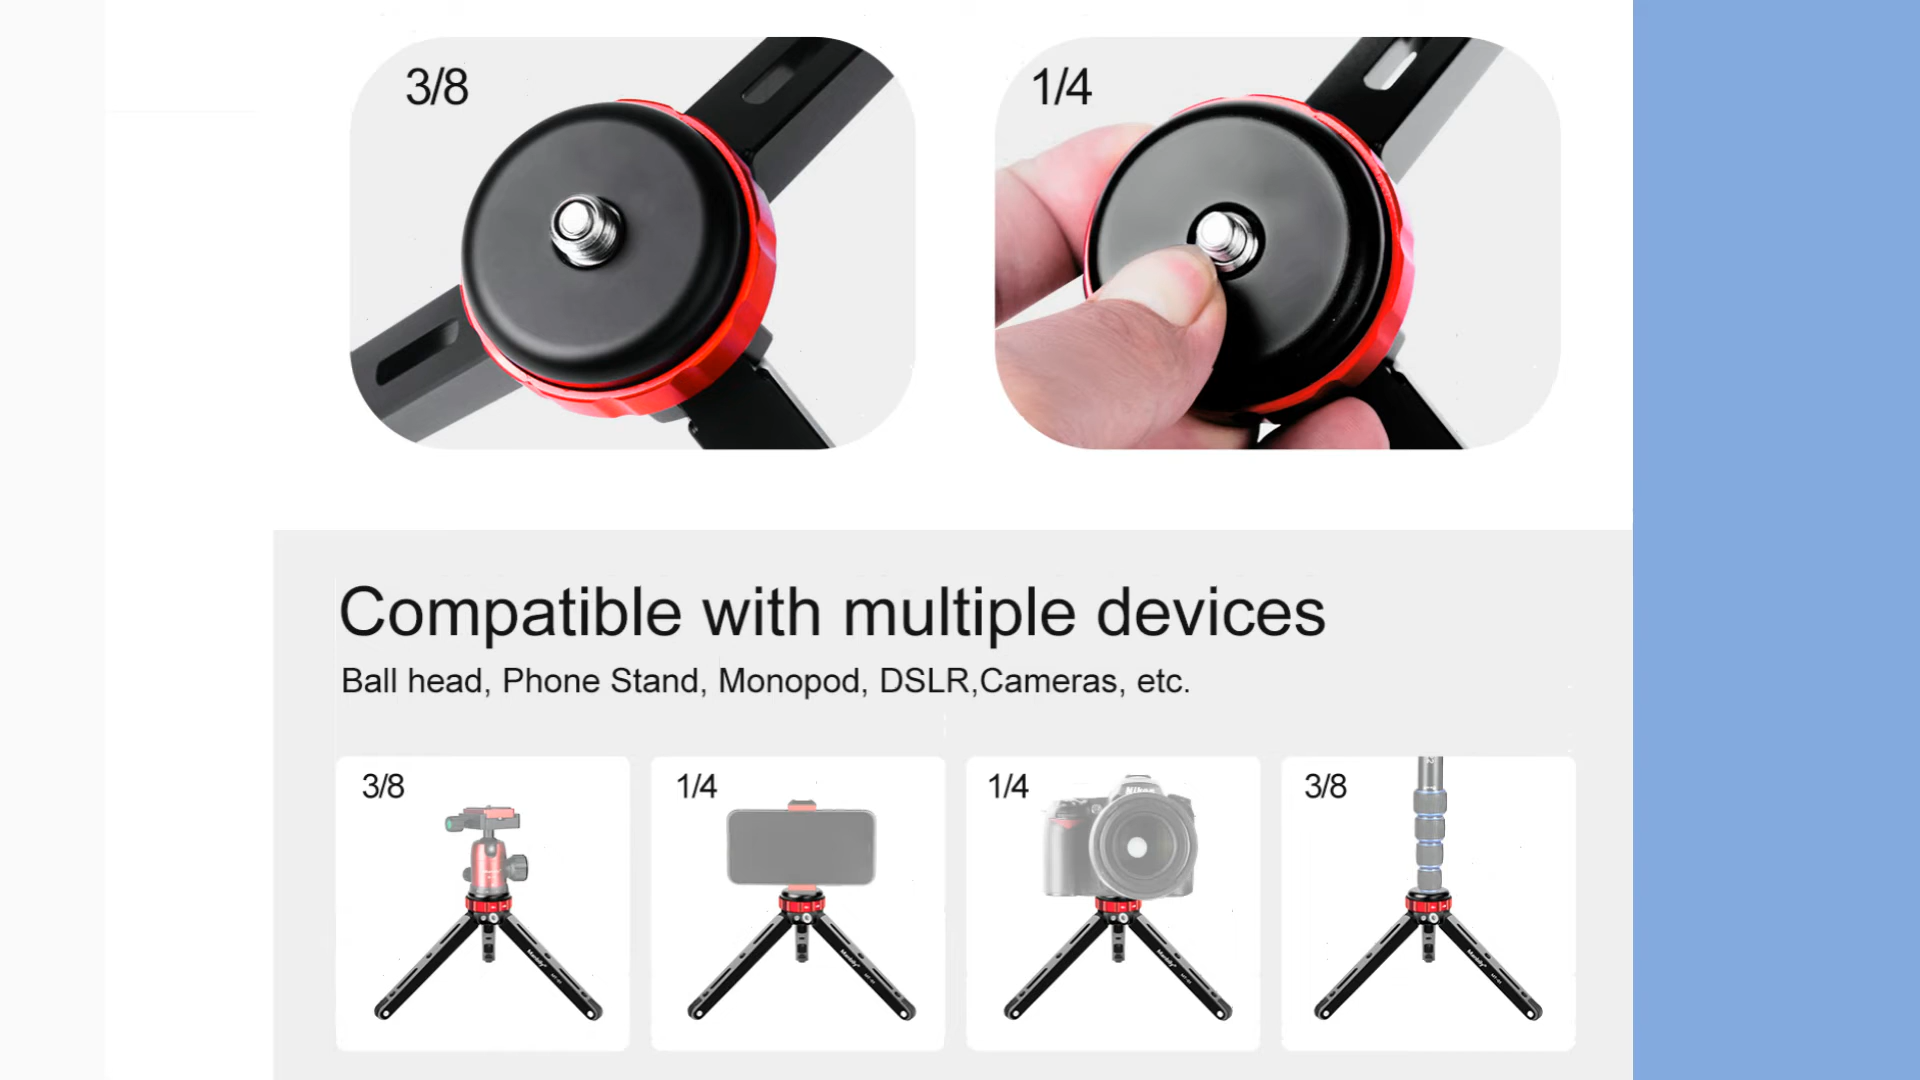 3/8
1/4
Compatible with multiple devices
Ball head, Phone Stand, Monopod, DSLR,Cameras, etc.
3/8
1/4
1/4
3/8
Nikon